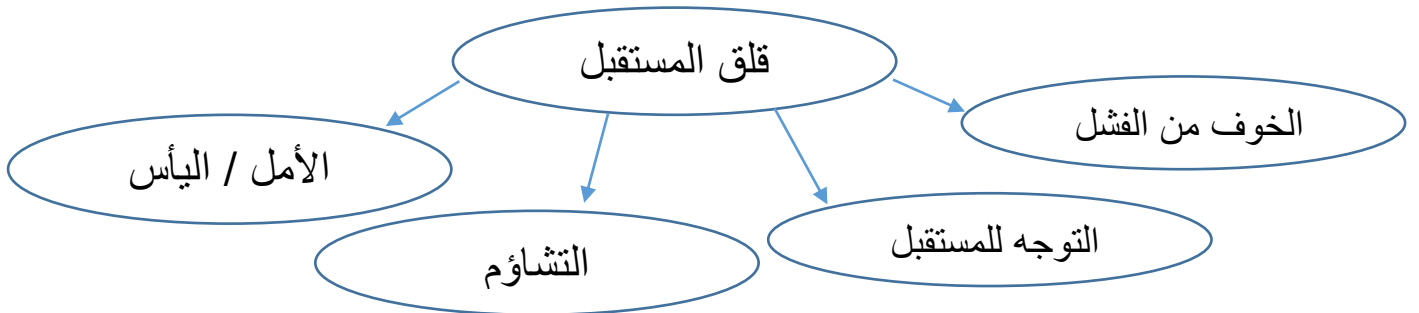 قلق المستقبل
الخوف من الفشل
الأمل / اليأس
التوجه للمستقبل
التشاؤم